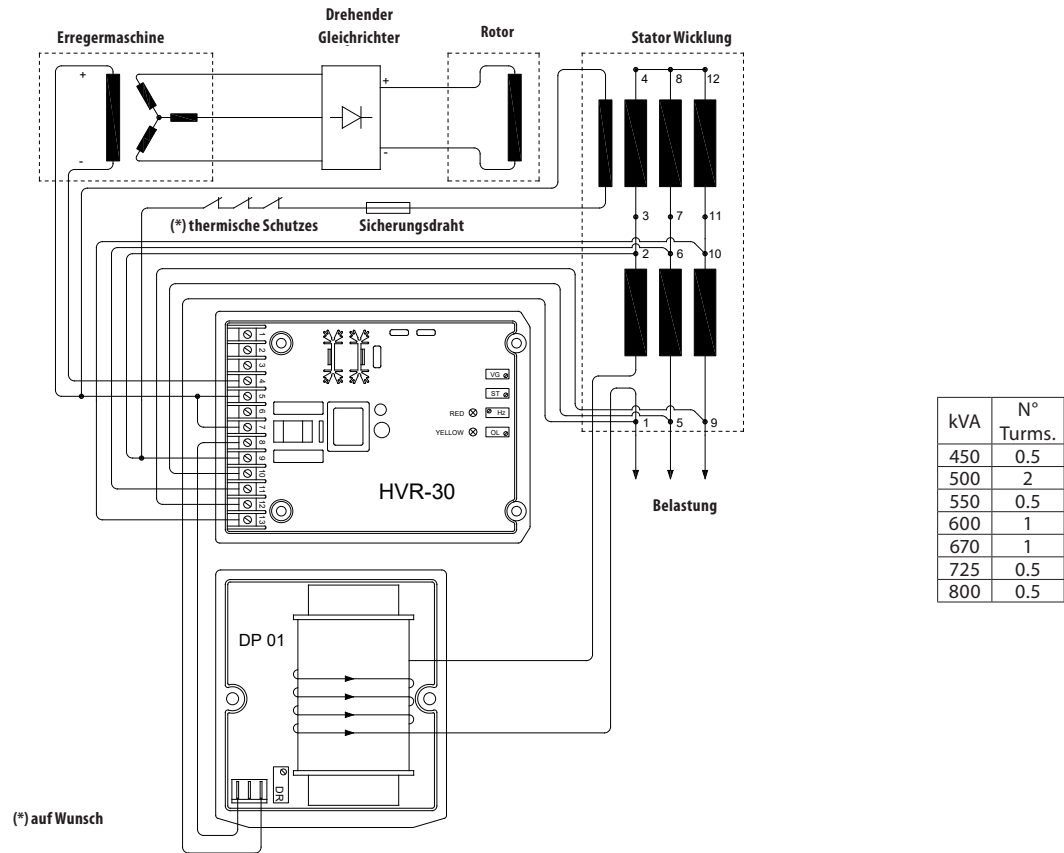 Erregermaschine
Drehender
Gleichrichter
Rotor
Stator Wicklung
+
-
+
-
4 8 12
3 7 11
2 6 10
1 5 9
(*) thermische Schutzes
Sicherungsdraht
1
2
3
4
5
6
7
8
9
10
11
12
13
VG
ST
Hz
OL
RED
YELLOW
HVR-30
Belastung
DP 01
DR
(*) auf Wunsch
kVA N° Turms.
450 0.5
500 2
550 0.5
600 1
670 1
725 0.5
800 0.5